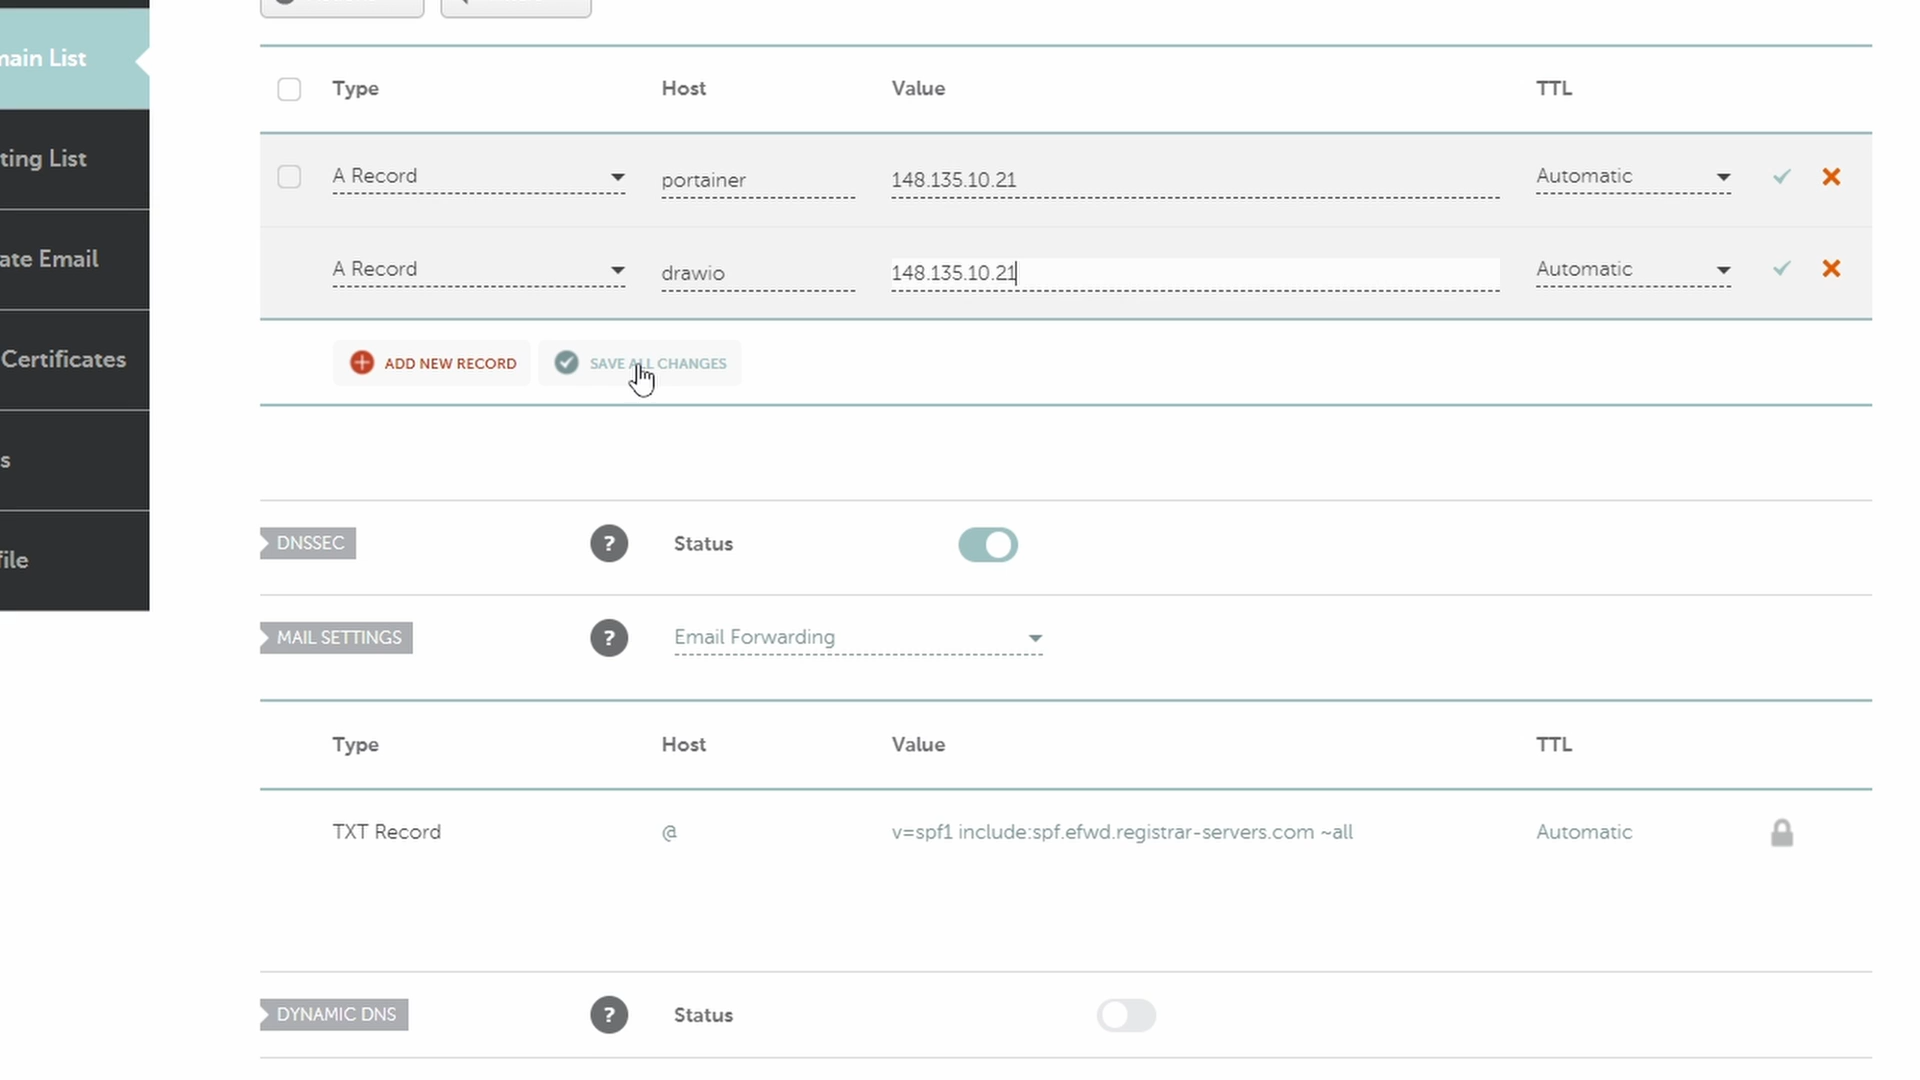 main List
Type Host Value TTL
ting List
A Record portainer 148.135.10.21 Automatic
ate Email
A Record drawio 148.135.10.21 Automatic
Certificates
ADD NEW RECORD SAVE ALL CHANGES
s
DNSSEC ? Status
file
MAIL SETTINGS ? Email Forwarding
Type Host Value TTL
TXT Record @ v=spf1 include:spf.efwd.registrar-servers.com ~all Automatic
DYNAMIC DNS ? Status